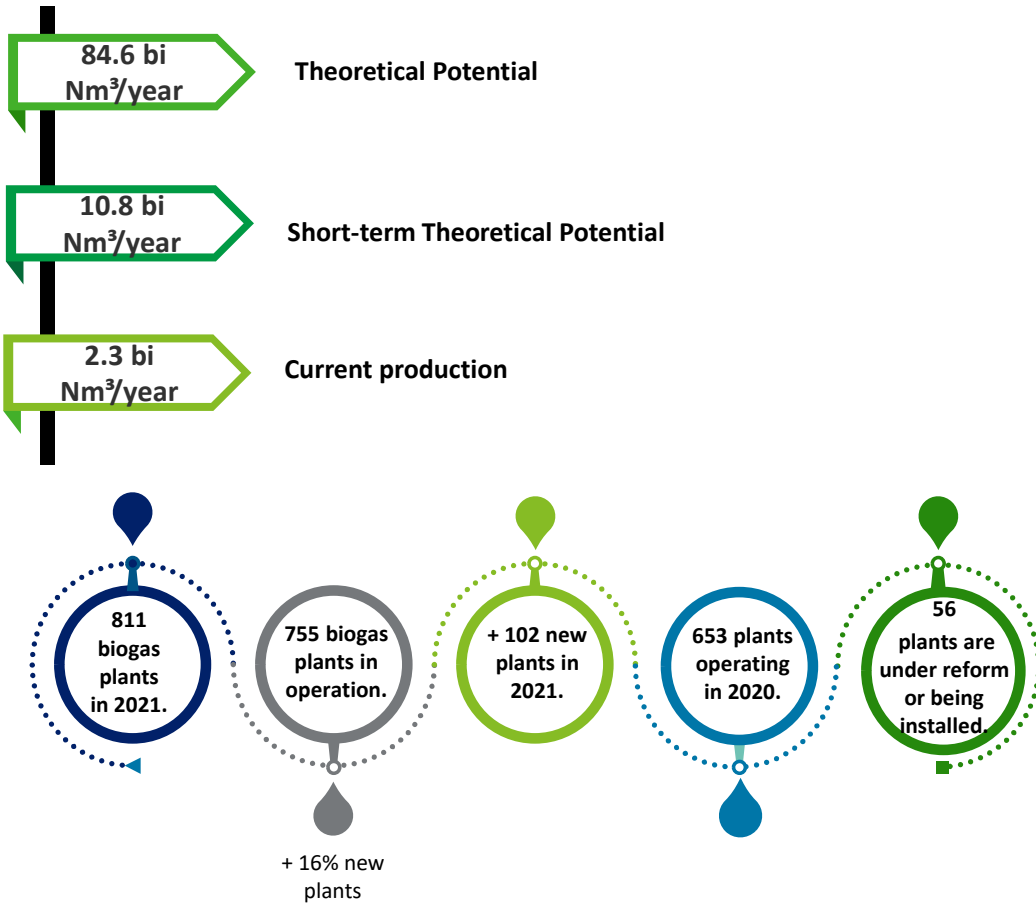 84.6 bi
Nm³/year
Theoretical Potential
10.8 bi
Nm³/year
Short-term Theoretical Potential
2.3 bi
Nm³/year
Current production
811
biogas
plants
in 2021.
755 biogas
plants in
operation.
+ 102 new
plants in
2021.
653 plants
operating
in 2020.
56
plants are
under reform
or being
installed.
+ 16% new
plants